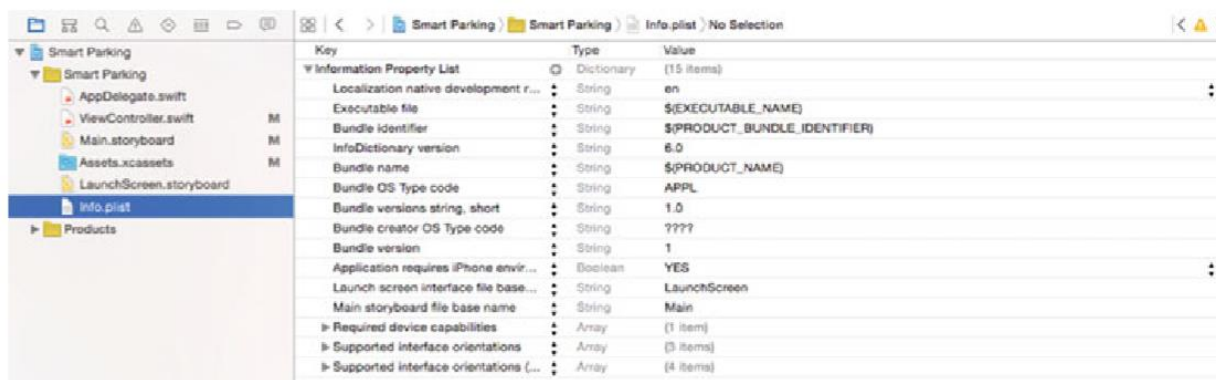 Smart Parking 〉 Smart Parking 〉 Info.plist 〉 No Selection
Smart Parking
Smart Parking
AppDelegate.swift
ViewController.swift M
Main.storyboard M
Assets.xcassets M
LaunchScreen.storyboard
Info.plist
Products
Key Type Value
Information Property List Dictionary (15 items)
Localization native development r... String en
Executable file String $(EXECUTABLE_NAME)
Bundle identifier String $(PRODUCT_BUNDLE_IDENTIFIER)
InfoDictionary version String 6.0
Bundle name String $(PRODUCT_NAME)
Bundle OS Type code String APPL
Bundle versions string, short String 1.0
Bundle creator OS Type code String ????
Bundle version String 1
Application requires iPhone envir... Boolean YES
Launch screen interface file base... String LaunchScreen
Main storyboard file base name String Main
Required device capabilities Array (1 item)
Supported interface orientations Array (3 items)
Supported interface orientations (... Array (4 items)